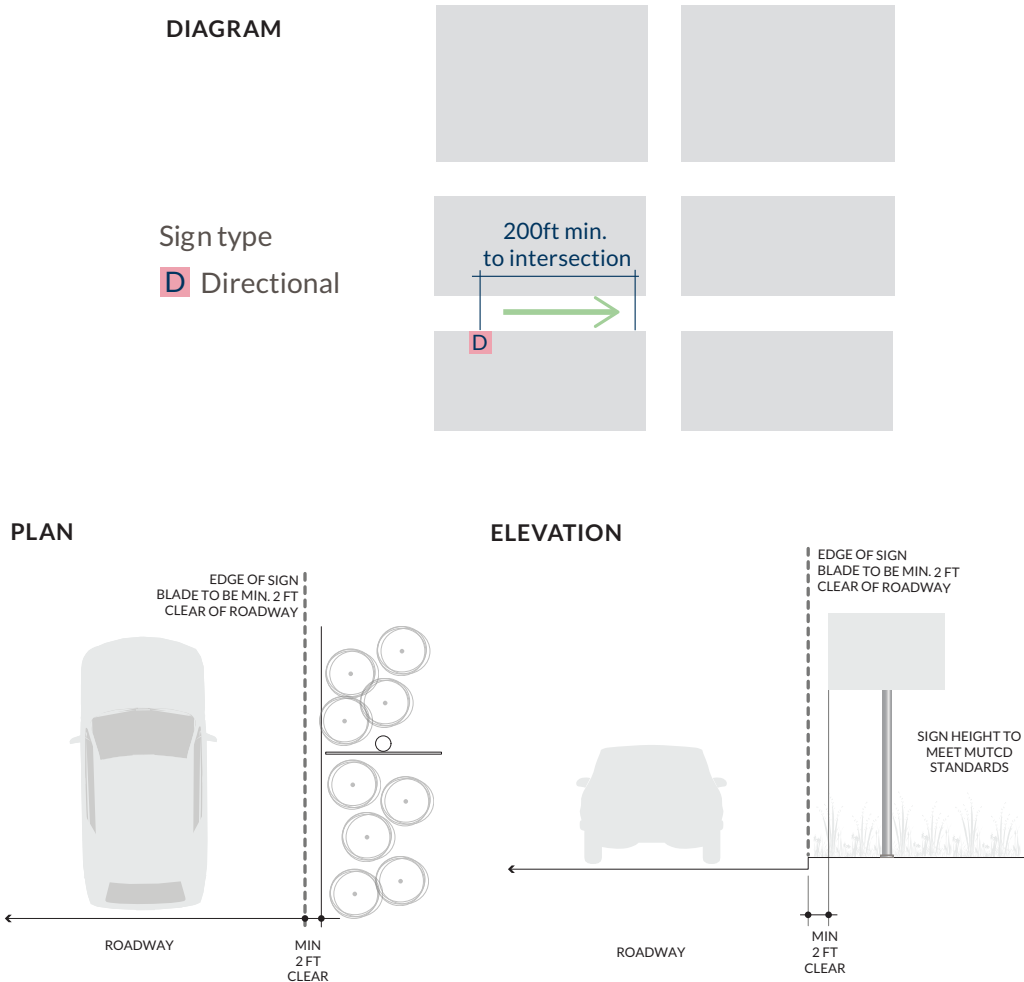 DIAGRAM
Sign type
D Directional
200ft min.
to intersection
D
PLAN
EDGE OF SIGN
BLADE TO BE MIN. 2 FT
CLEAR OF ROADWAY
ROADWAY
MIN
2 FT
CLEAR
ELEVATION
EDGE OF SIGN
BLADE TO BE MIN. 2 FT
CLEAR OF ROADWAY
SIGN HEIGHT TO
MEET MUTCD
STANDARDS
ROADWAY
MIN
2 FT
CLEAR